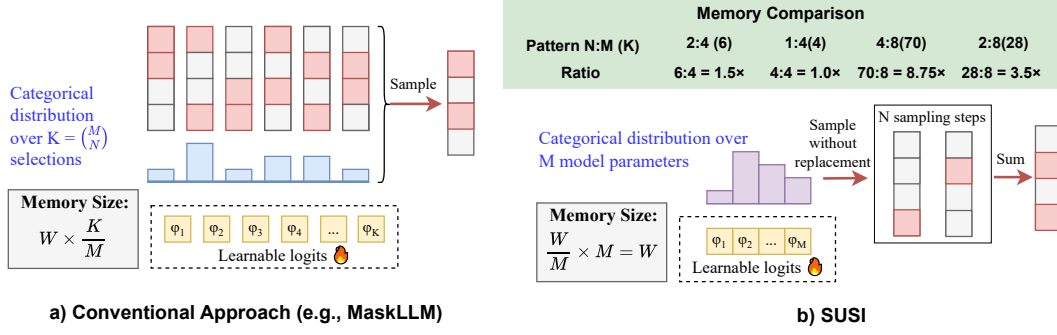 Categorical
distribution
over K = (M N)
selections
Sample
Memory Size:
W × K/M
φ1 φ2 φ3 φ4 ... φK
Learnable logits
a) Conventional Approach (e.g., MaskLLM)
Memory Comparison
Pattern N:M (K) 2:4 (6) 1:4(4) 4:8(70) 2:8(28)
Ratio 6:4 = 1.5× 4:4 = 1.0× 70:8 = 8.75× 28:8 = 3.5×
Categorical distribution over
M model parameters
Sample
without
replacement
N sampling steps
Sum
Memory Size:
W/M × M = W
φ1 φ2 ... φM
Learnable logits
b) SUSI